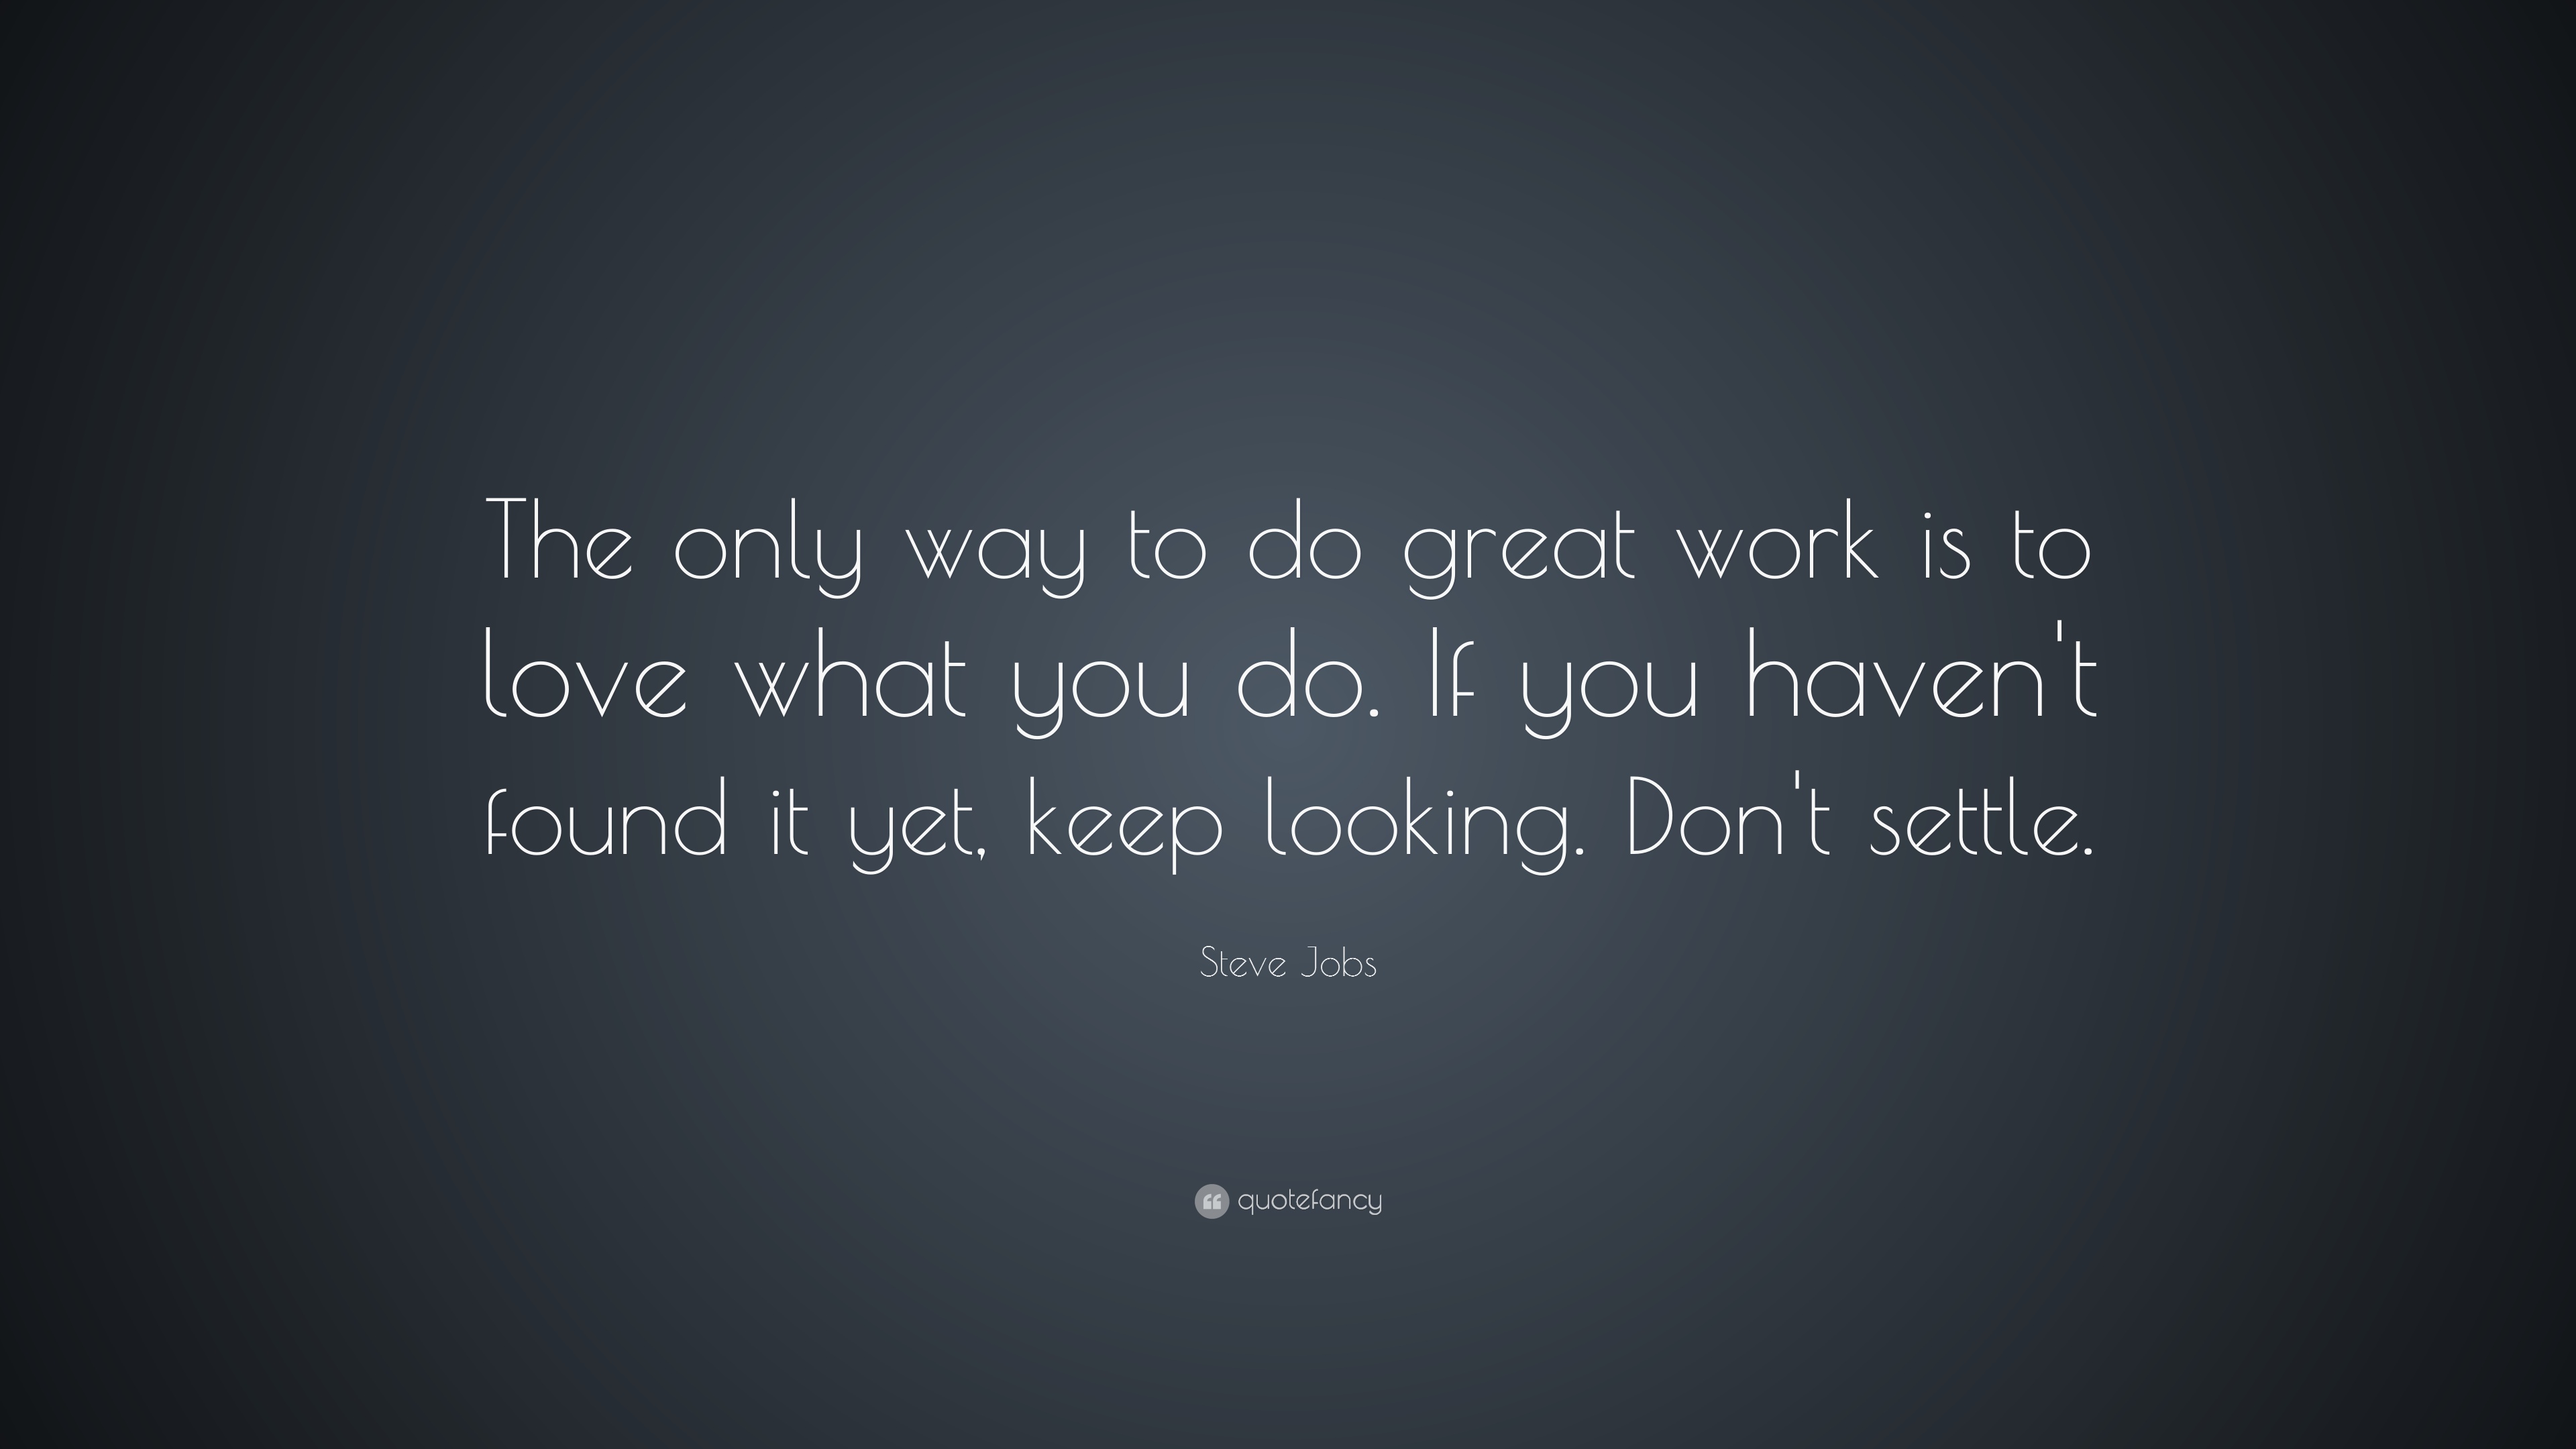 The only way to do great work is to
love what you do. If you haven't
found it yet, keep looking. Don't settle.
Steve Jobs
quotefancy